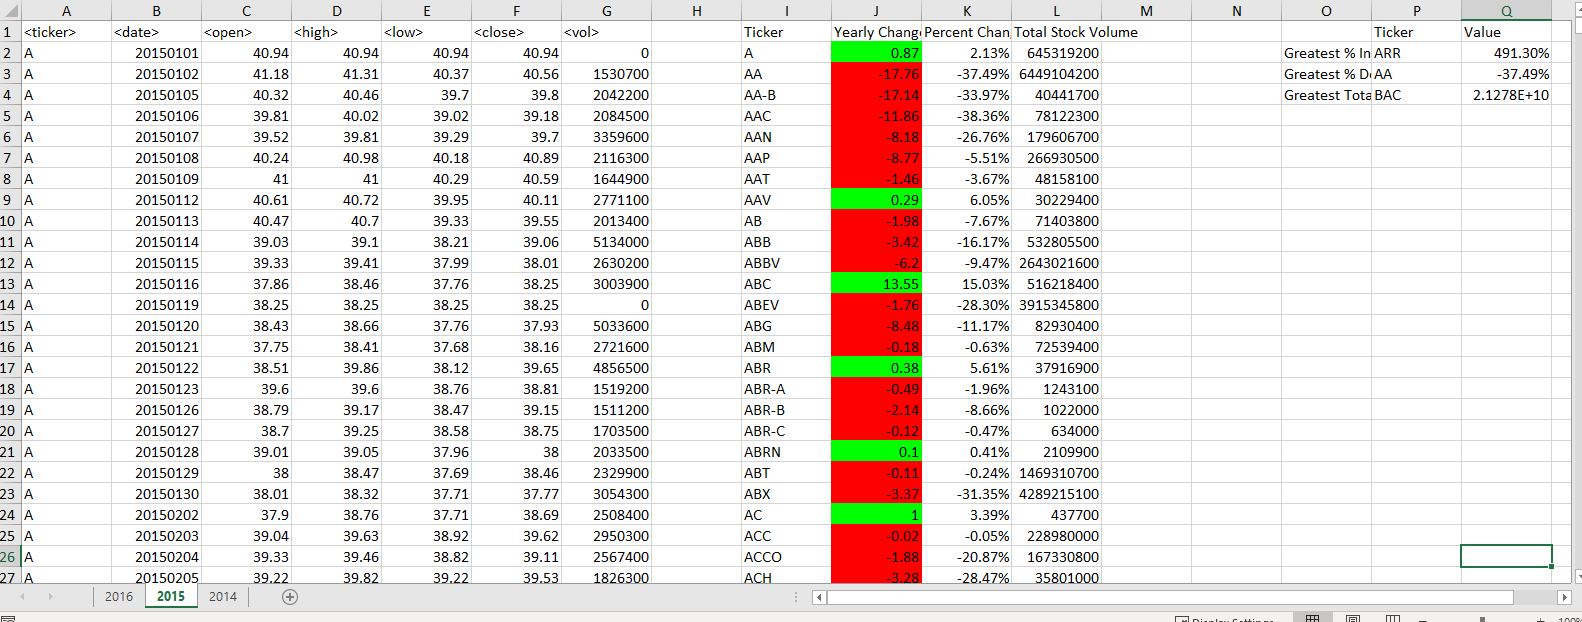 A B C D E F G H I J K L M N O P Q
1 <ticker> <date> <open> <high> <low> <close> <vol> Ticker Yearly Chang Percent Chan Total Stock Volume Ticker Value
2 A 20150101 40.94 40.94 40.94 40.94 0 A 0.87 2.13% 645319200 Greatest % In ARR 491.30%
3 A 20150102 41.18 41.31 40.37 40.56 1530700 AA -17.76 -37.49% 6449104200 Greatest % De AA -37.49%
4 A 20150105 40.32 40.46 39.7 39.8 2042200 AA-B -17.14 -33.97% 40441700 Greatest Tota BAC 2.1278E+10
5 A 20150106 39.81 40.02 39.02 39.18 2084500 AAC -11.86 -38.36% 78122300
6 A 20150107 39.52 39.81 39.29 39.7 3359600 AAN -8.18 -26.76% 179606700
7 A 20150108 40.24 40.98 40.18 40.89 2116300 AAP -8.77 -5.51% 266930500
8 A 20150109 41 41 40.29 40.59 1644900 AAT -1.46 -3.67% 48158100
9 A 20150112 40.61 40.72 39.95 40.11 2771100 AAV 0.29 6.05% 30229400
10 A 20150113 40.47 40.7 39.33 39.55 2013400 AB -1.98 -7.67% 71403800
11 A 20150114 39.03 39.1 38.21 39.06 5134000 ABB -3.42 -16.17% 532805500
12 A 20150115 39.33 39.41 37.99 38.01 2630200 ABBV -6.2 -9.47% 2643021600
13 A 20150116 37.86 38.46 37.76 38.25 3003900 ABC 13.55 15.03% 516218400
14 A 20150119 38.25 38.25 38.25 38.25 0 ABEV -1.76 -28.30% 3915345800
15 A 20150120 38.43 38.66 37.76 37.93 5033600 ABG -8.48 -11.17% 82930400
16 A 20150121 37.75 38.41 37.68 38.16 2721600 ABM -0.18 -0.63% 72539400
17 A 20150122 38.51 39.86 38.12 39.65 4856500 ABR 0.38 5.61% 37916900
18 A 20150123 39.6 39.6 38.76 38.81 1519200 ABR-A -0.49 -1.96% 1243100
19 A 20150126 38.79 39.17 38.47 39.15 1511200 ABR-B -2.14 -8.66% 1022000
20 A 20150127 38.7 39.25 38.58 38.75 1703500 ABR-C -0.12 -0.47% 634000
21 A 20150128 39.01 39.05 37.96 38 2033500 ABRN 0.1 0.41% 2109900
22 A 20150129 38 38.47 37.69 38.46 2329900 ABT -0.11 -0.24% 1469310700
23 A 20150130 38.01 38.32 37.71 37.77 3054300 ABX -3.37 -31.35% 4289215100
24 A 20150202 37.9 38.76 37.71 38.69 2508400 AC 1 3.39% 437700
25 A 20150203 39.04 39.63 38.92 39.62 2950300 ACC -0.02 -0.05% 228980000
26 A 20150204 39.33 39.46 38.82 39.11 2567400 ACCO -1.88 -20.87% 167330800
27 A 20150205 39.22 39.82 39.22 39.53 1826300 ACH -3.28 -28.47% 35801000
2016 2015 2014
Display Settings 100%